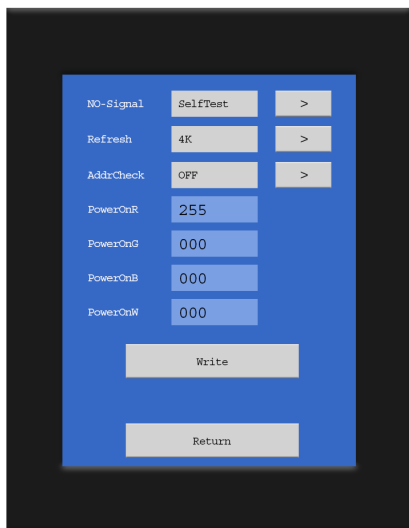 NO-Signal SelfTest >
Refresh 4K >
AddrCheck OFF >
PowerOnR 255
PowerOnG 000
PowerOnB 000
PowerOnW 000
Write
Return